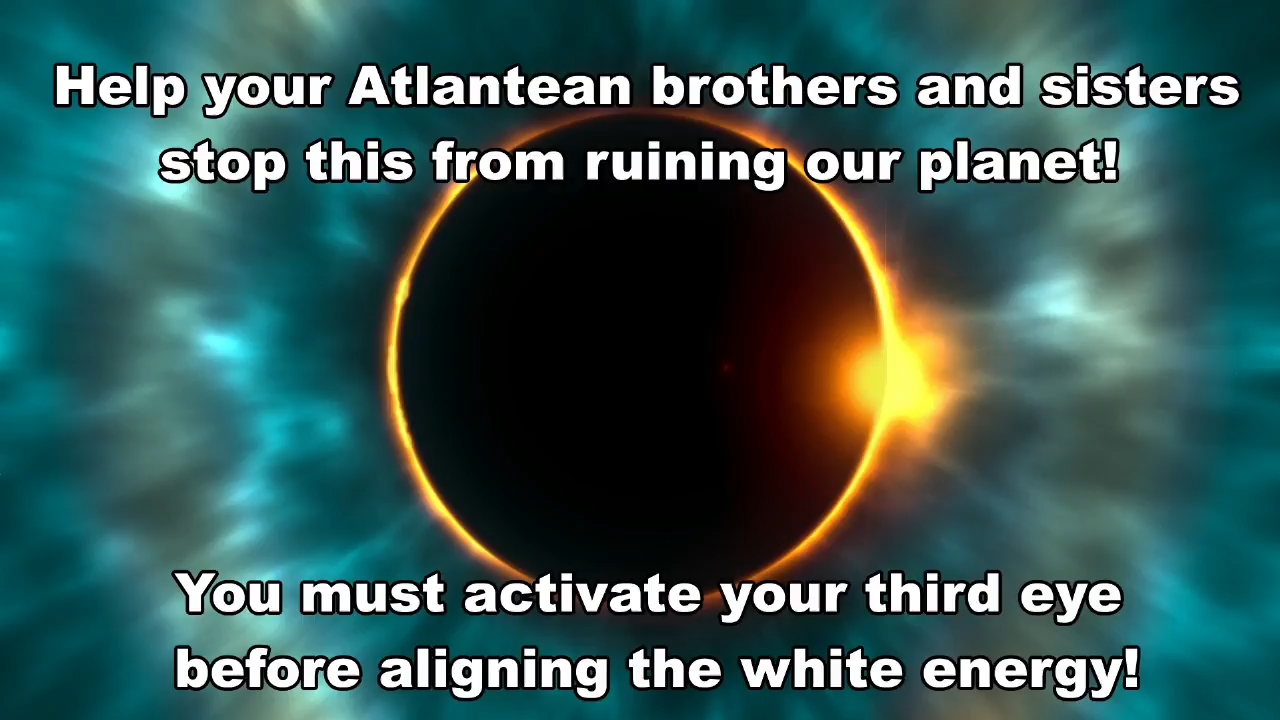 Help your Atlantean brothers and sisters
stop this from ruining our planet!
You must activate your third eye
before aligning the white energy!